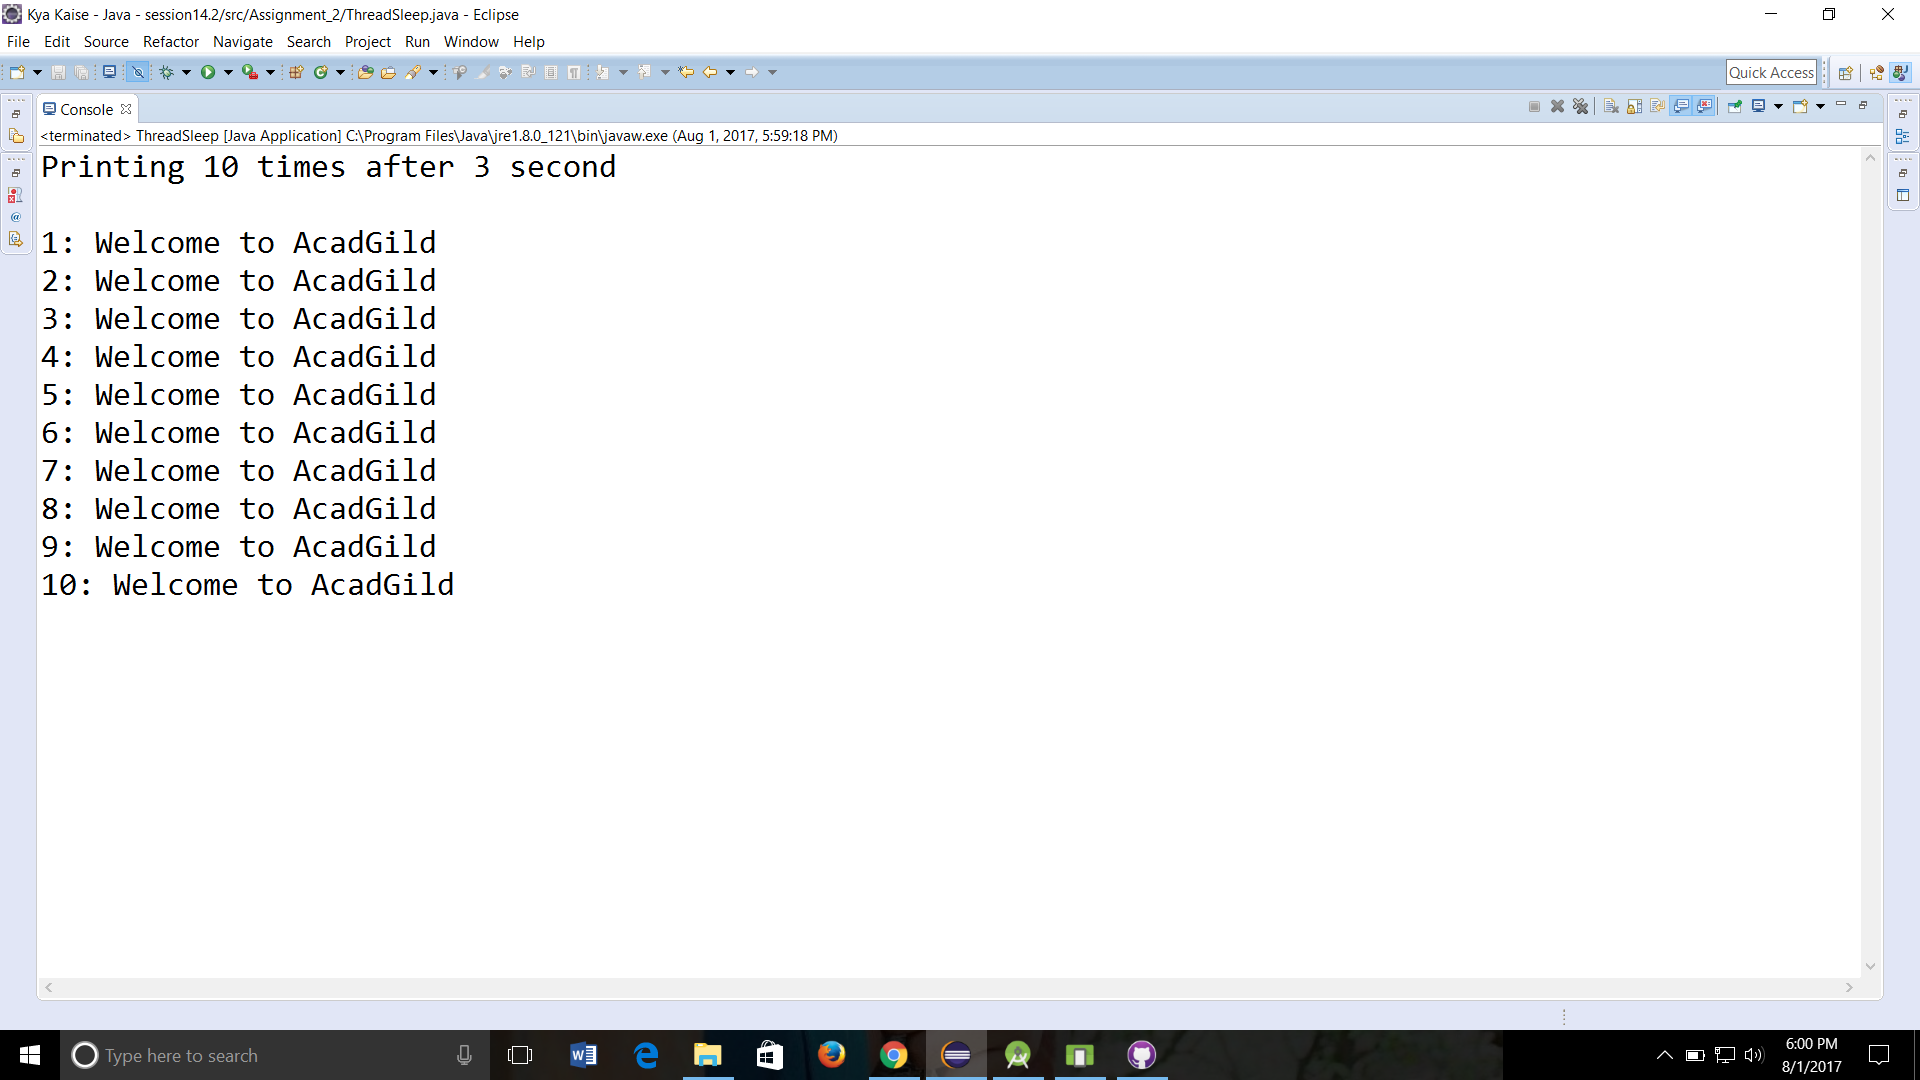 Kya Kaise - Java - session14.2/src/Assignment_2/ThreadSleep.java - Eclipse
File Edit Source Refactor Navigate Search Project Run Window Help
Quick Access
Console
<terminated> ThreadSleep [Java Application] C:\Program Files\Java\jre1.8.0_121\bin\javaw.exe (Aug 1, 2017, 5:59:18 PM)
Printing 10 times after 3 second
1: Welcome to AcadGild
2: Welcome to AcadGild
3: Welcome to AcadGild
4: Welcome to AcadGild
5: Welcome to AcadGild
6: Welcome to AcadGild
7: Welcome to AcadGild
8: Welcome to AcadGild
9: Welcome to AcadGild
10: Welcome to AcadGild
Type here to search
6:00 PM
8/1/2017